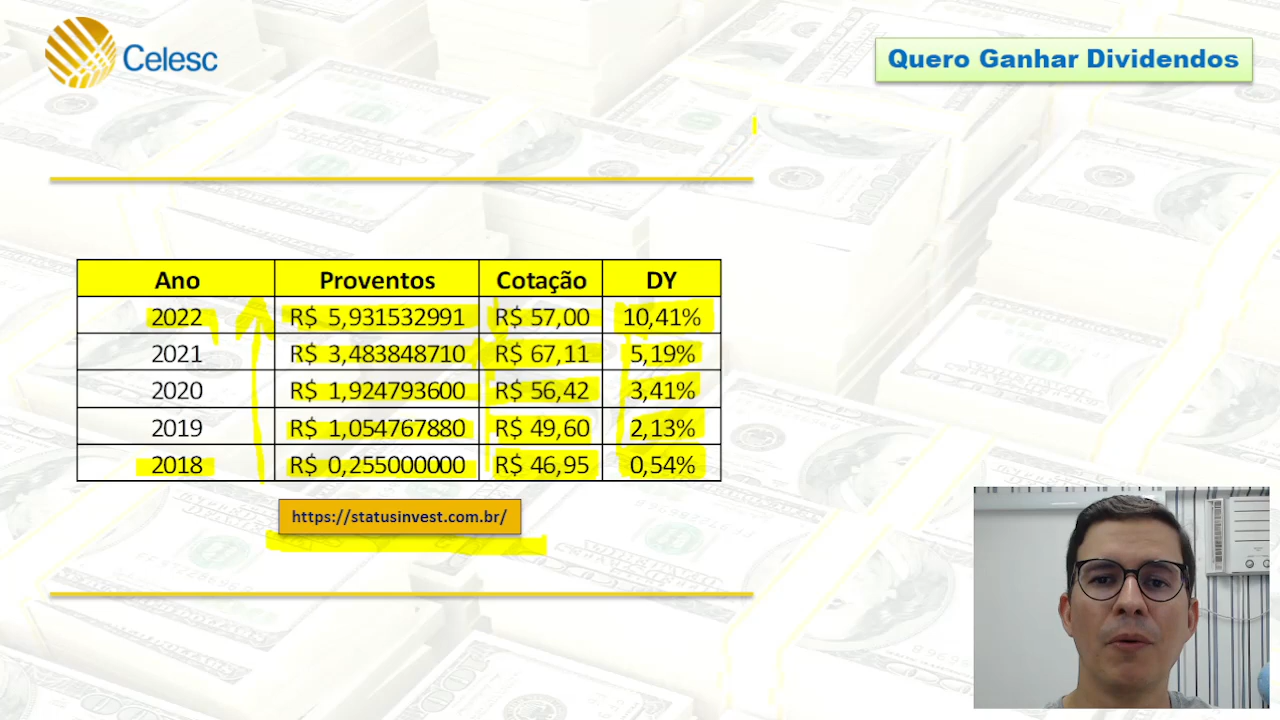 Celesc
Quero Ganhar Dividendos
Ano Proventos Cotação DY
2022 R$ 5,931532991 R$ 57,00 10,41%
2021 R$ 3,483848710 R$ 67,11 5,19%
2020 R$ 1,924793600 R$ 56,42 3,41%
2019 R$ 1,054767880 R$ 49,60 2,13%
2018 R$ 0,255000000 R$ 46,95 0,54%
https://statusinvest.com.br/